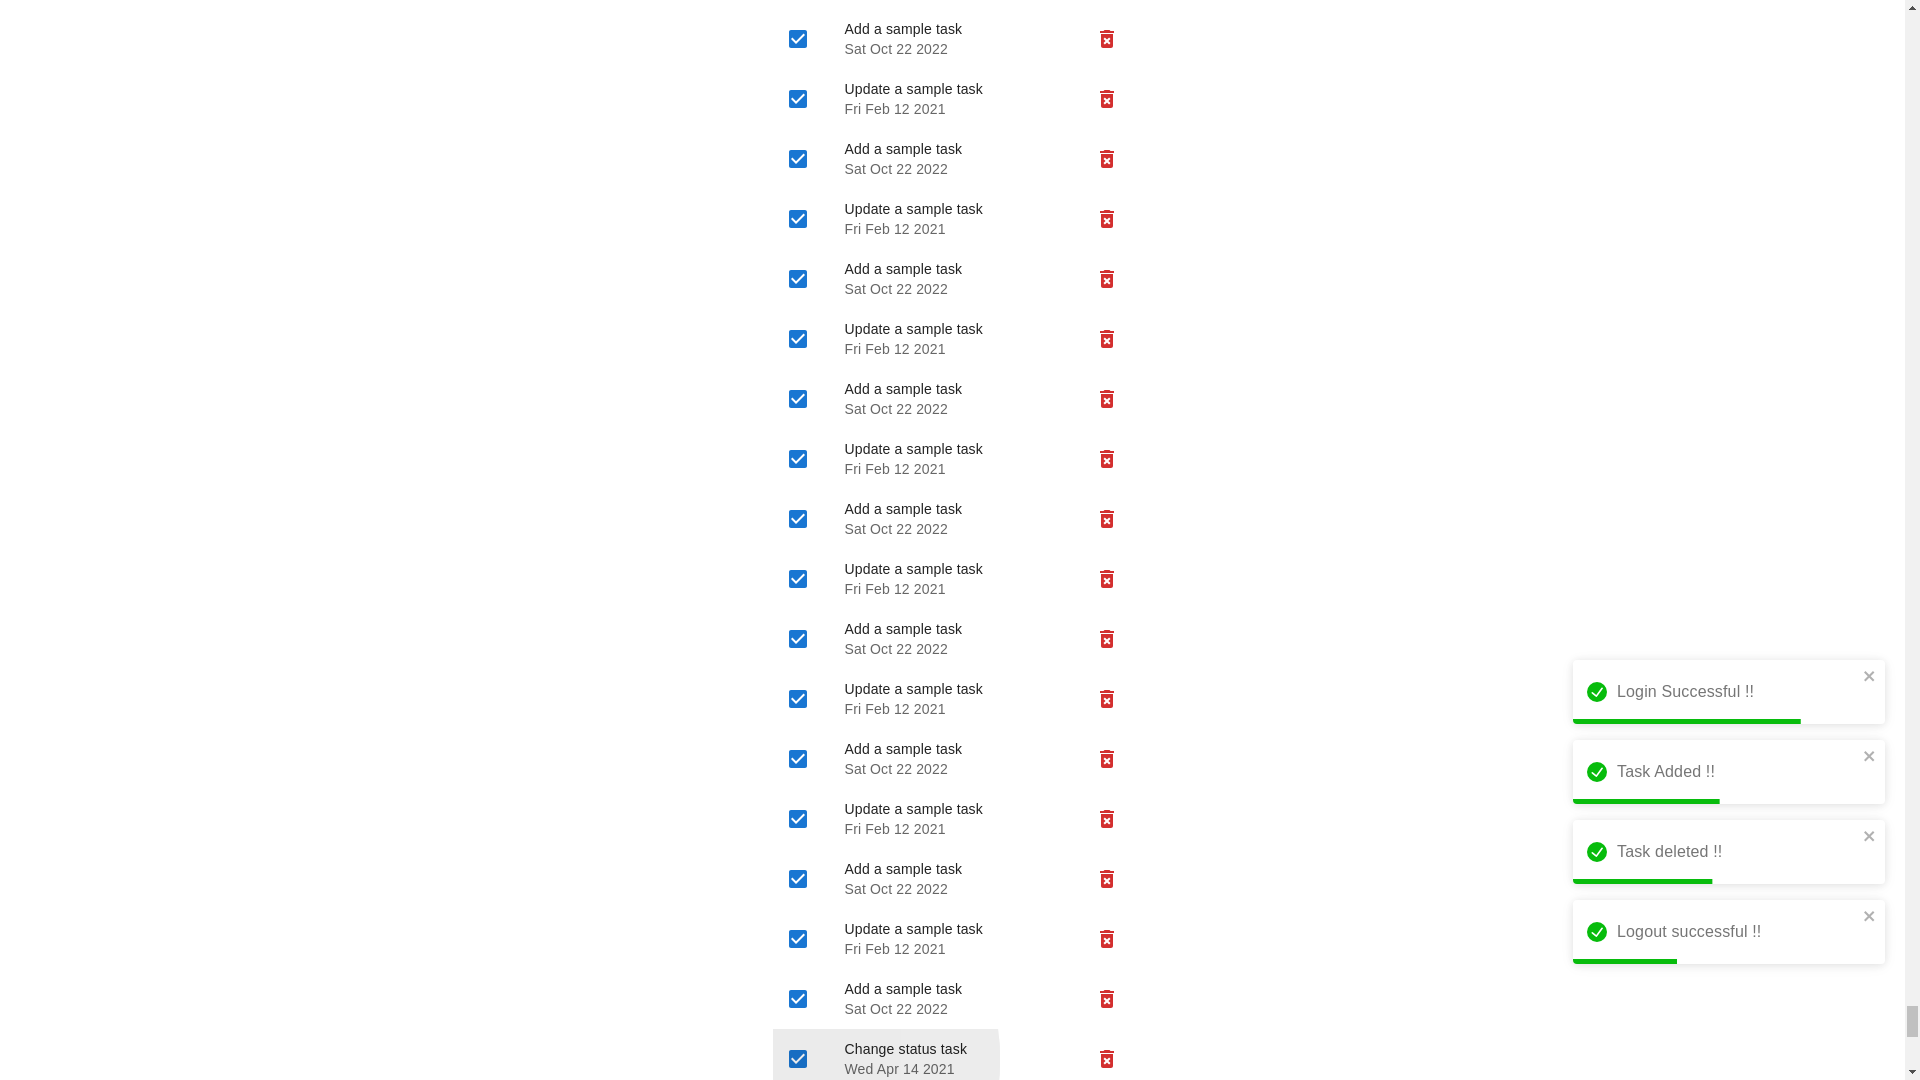 Add a sample task
Sat Oct 22 2022
Update a sample task
Fri Feb 12 2021
Add a sample task
Sat Oct 22 2022
Update a sample task
Fri Feb 12 2021
Add a sample task
Sat Oct 22 2022
Update a sample task
Fri Feb 12 2021
Add a sample task
Sat Oct 22 2022
Update a sample task
Fri Feb 12 2021
Add a sample task
Sat Oct 22 2022
Update a sample task
Fri Feb 12 2021
Add a sample task
Sat Oct 22 2022
Update a sample task
Fri Feb 12 2021
Add a sample task
Sat Oct 22 2022
Update a sample task
Fri Feb 12 2021
Add a sample task
Sat Oct 22 2022
Update a sample task
Fri Feb 12 2021
Add a sample task
Sat Oct 22 2022
Change status task
Wed Apr 14 2021
Login Successful !!
Task Added !!
Task deleted !!
Logout successful !!